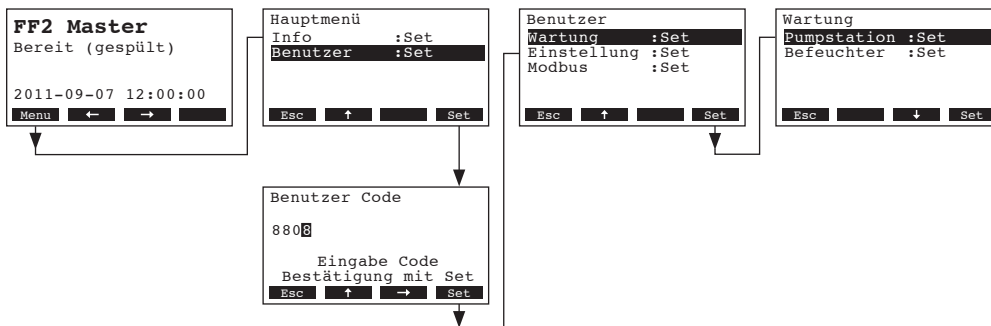 FF2 Master
Bereit (gespült)
2011-09-07 12:00:00
Menu ← →
Hauptmenü
Info :Set
Benutzer :Set
Esc ↑ Set
Benutzer Code
8808
Eingabe Code
Bestätigung mit Set
Esc ↑ → Set
Benutzer
Wartung :Set
Einstellung :Set
Modbus :Set
Esc ↑ Set
Wartung
Pumpstation :Set
Befeuchter :Set
Esc ↓ Set